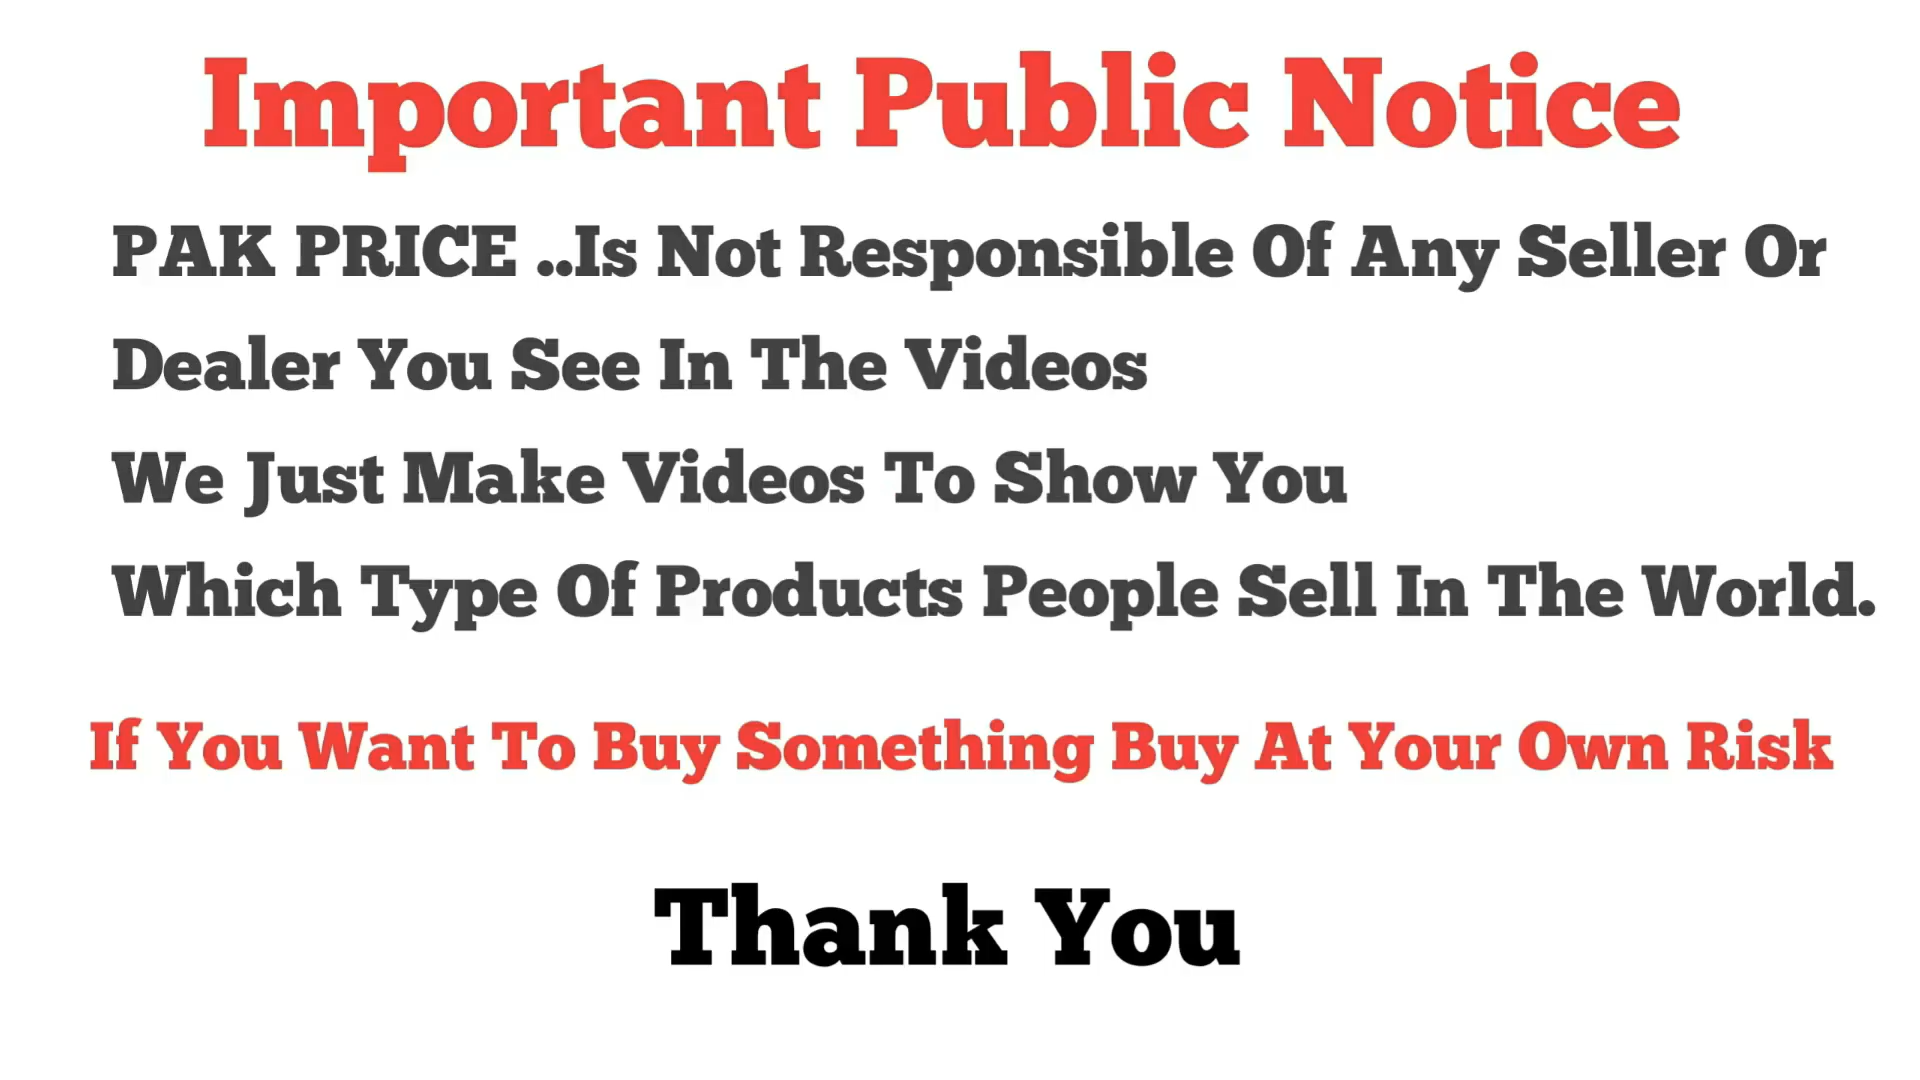 Important Public Notice
PAK PRICE ..Is Not Responsible Of Any Seller Or
Dealer You See In The Videos
We Just Make Videos To Show You
Which Type Of Products People Sell In The World.
If You Want To Buy Something Buy At Your Own Risk
Thank You